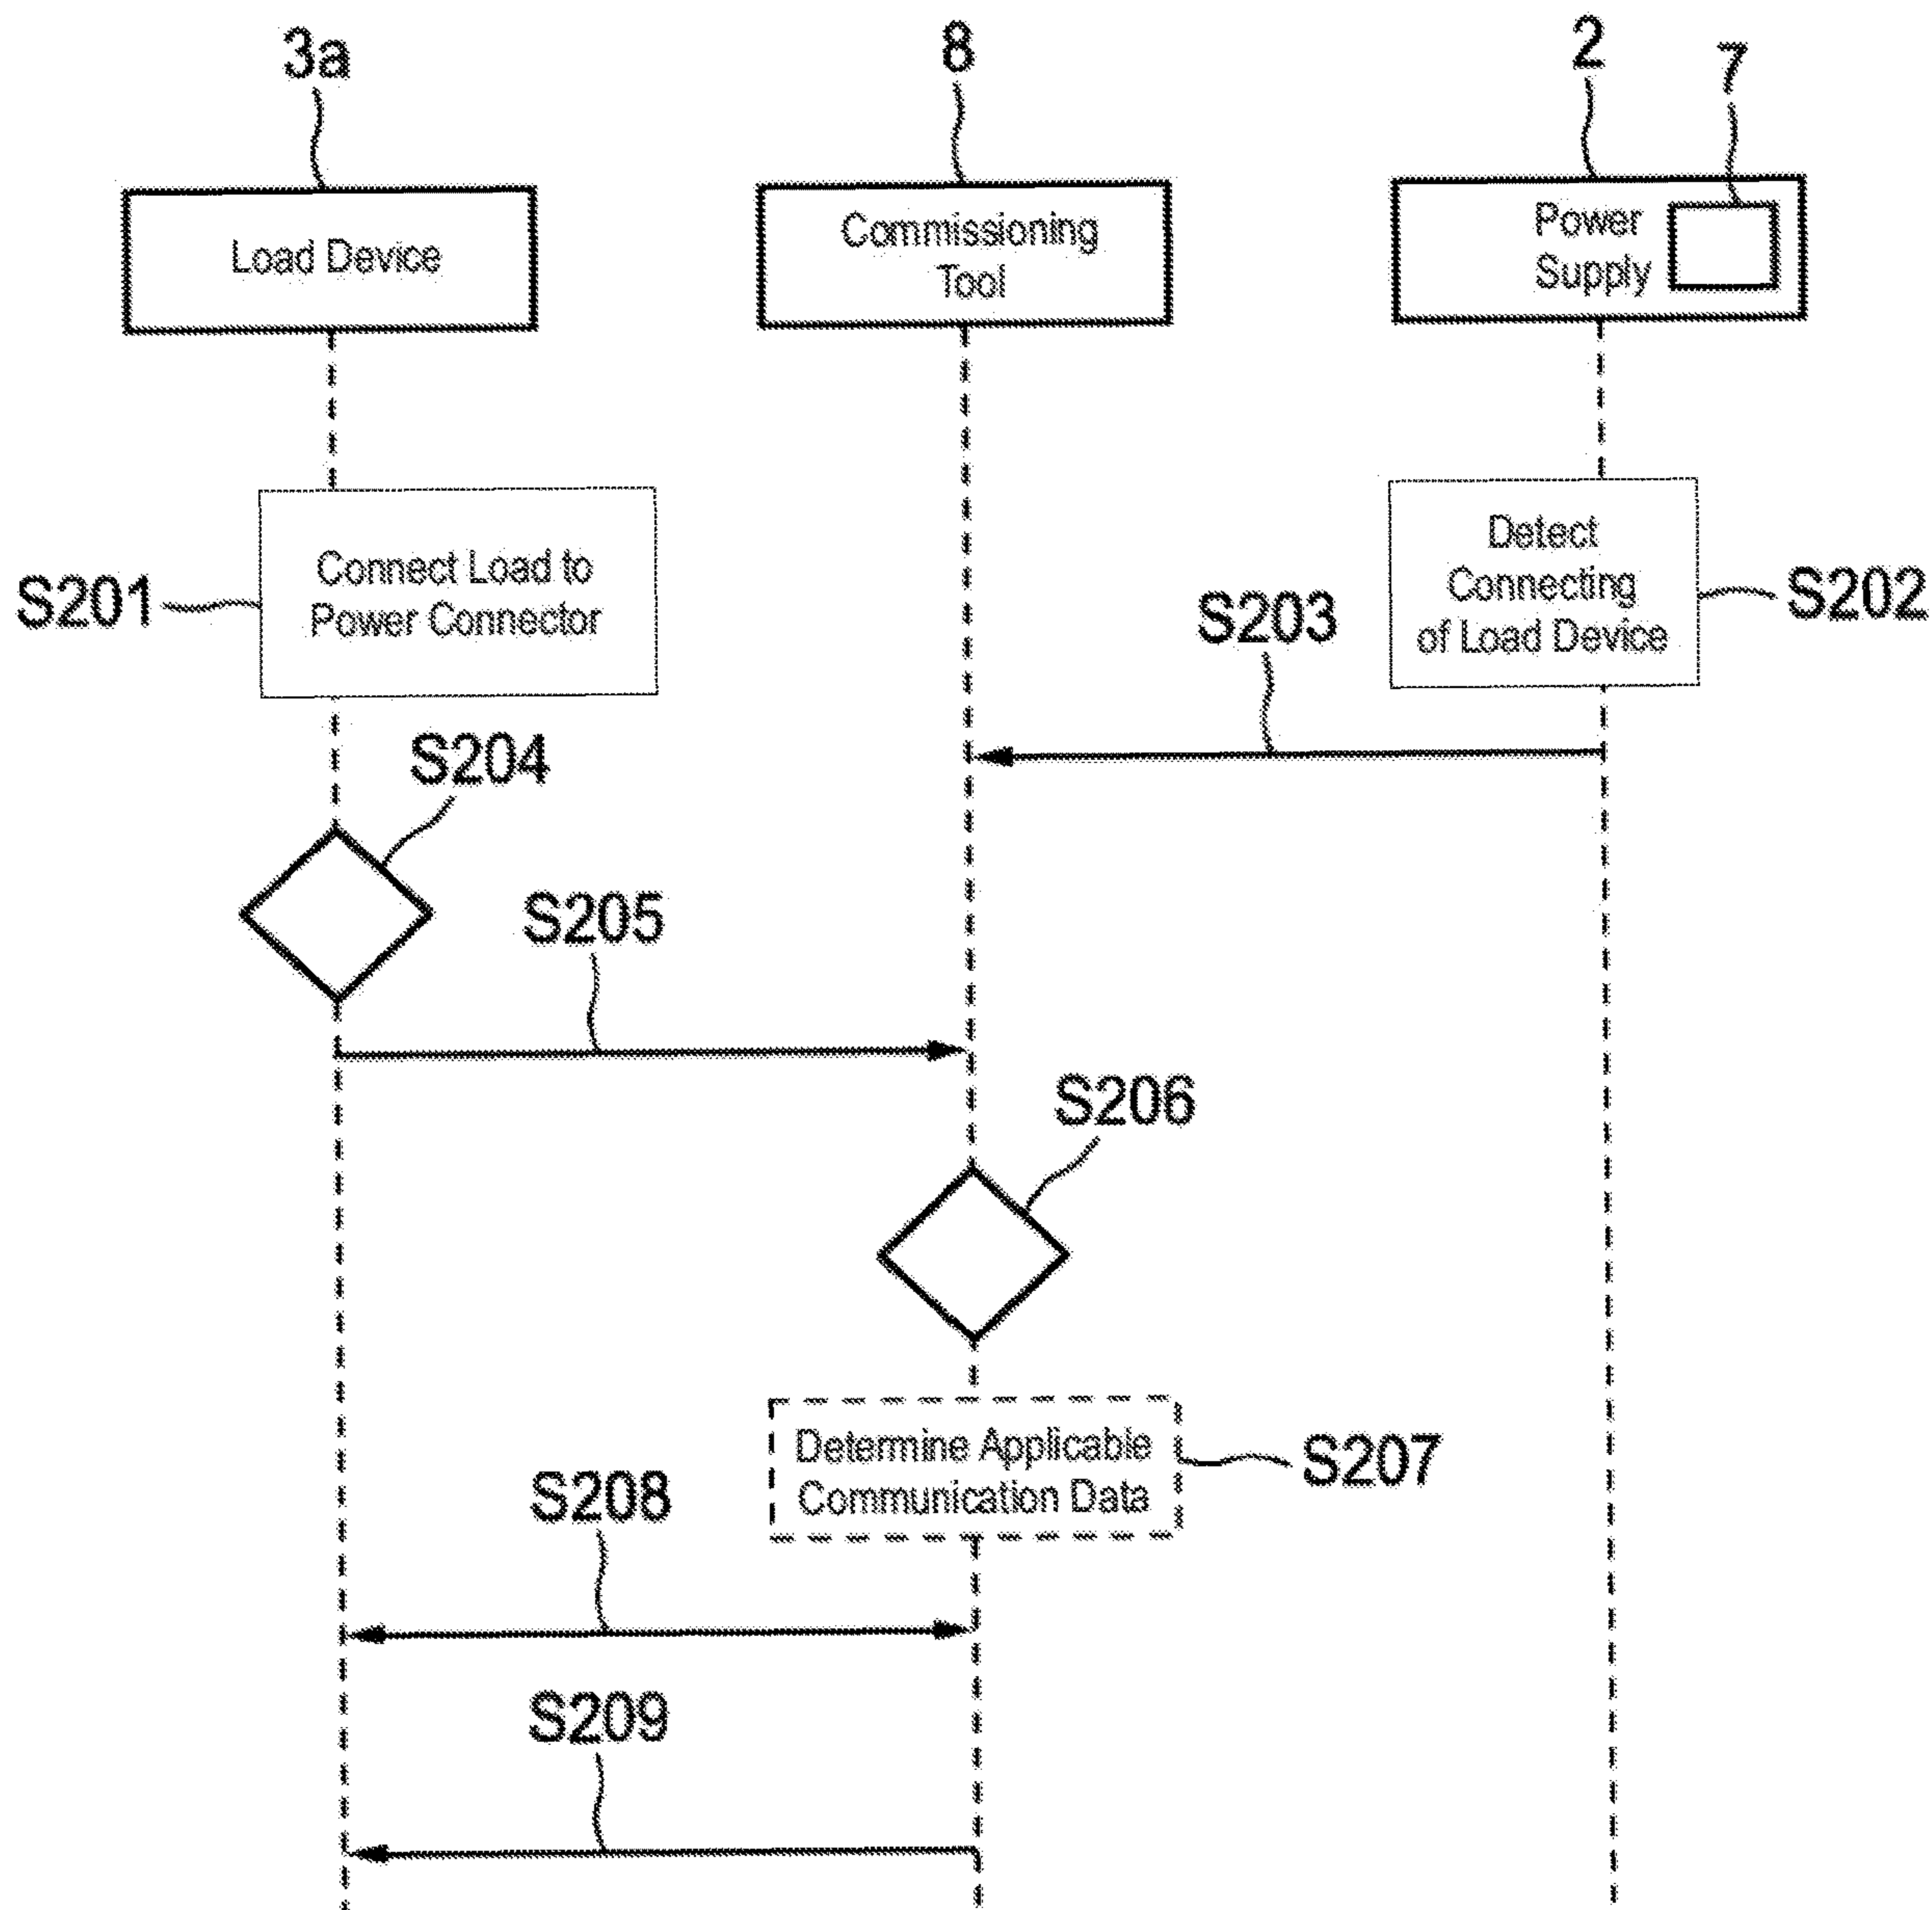 3a
8
2
7
Load Device
Commissioning
Tool
Power
Supply
S201
Connect Load to
Power Connector
Detect
Connecting
of Load Device
S202
S203
S204
S205
S206
Determine Applicable
Communication Data
S207
S208
S209